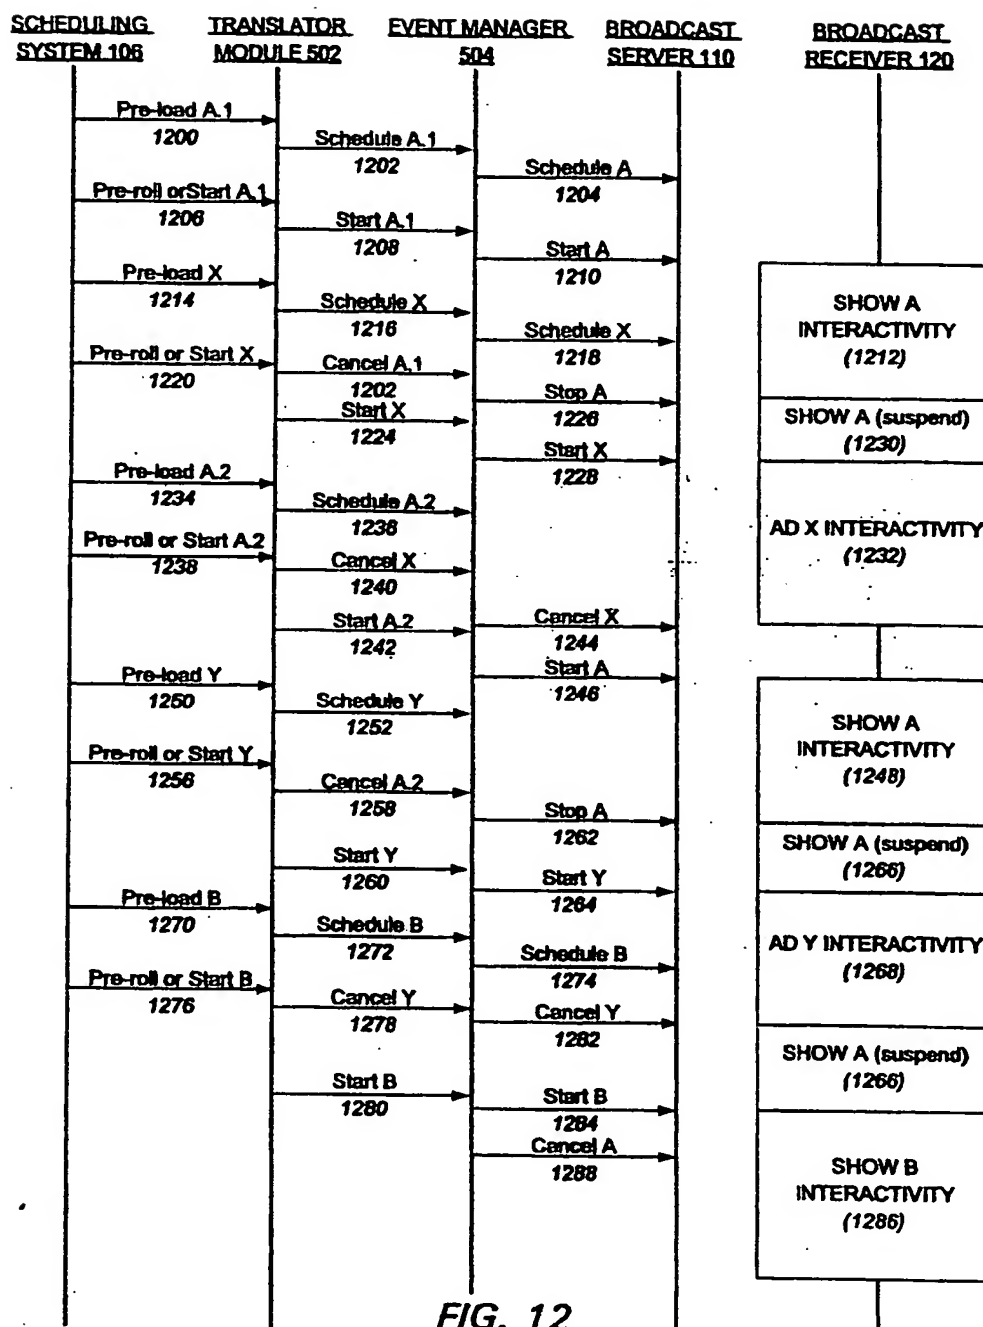 SCHEDULING
SYSTEM 106
TRANSLATOR
MODULE 502
EVENT MANAGER
504
BROADCAST
SERVER 110
BROADCAST
RECEIVER 120
Pre-load A.1
1200
Schedule A.1
1202
Schedule A
1204
Pre-roll orStart A.1
1206
Start A.1
1208
Start A
1210
Pre-load X
1214
Schedule X
1216
Schedule X
1218
SHOW A
INTERACTIVITY
(1212)
Pre-roll or Start X
1220
Cancel A.1
1202
Stop A
1226
Start X
1224
SHOW A (suspend)
(1230)
Start X
1228
Pre-load A.2
1234
Schedule A.2
1236
Pre-roll or Start A.2
1238
Cancel X
1240
AD X INTERACTIVITY
(1232)
Start A.2
1242
Cancel X
1244
Start A
1246
Pre-load Y
1250
Schedule Y
1252
Pre-roll or Start Y
1256
SHOW A
INTERACTIVITY
(1248)
Cancel A.2
1258
Stop A
1262
Start Y
1260
SHOW A (suspend)
(1266)
Start Y
1264
Pre-load B
1270
Schedule B
1272
Schedule B
1274
AD Y INTERACTIVITY
(1268)
Pre-roll or Start B
1276
Cancel Y
1278
Cancel Y
1282
SHOW A (suspend)
(1266)
Start B
1280
Start B
1284
Cancel A
1288
SHOW B
INTERACTIVITY
(1286)
FIG. 12